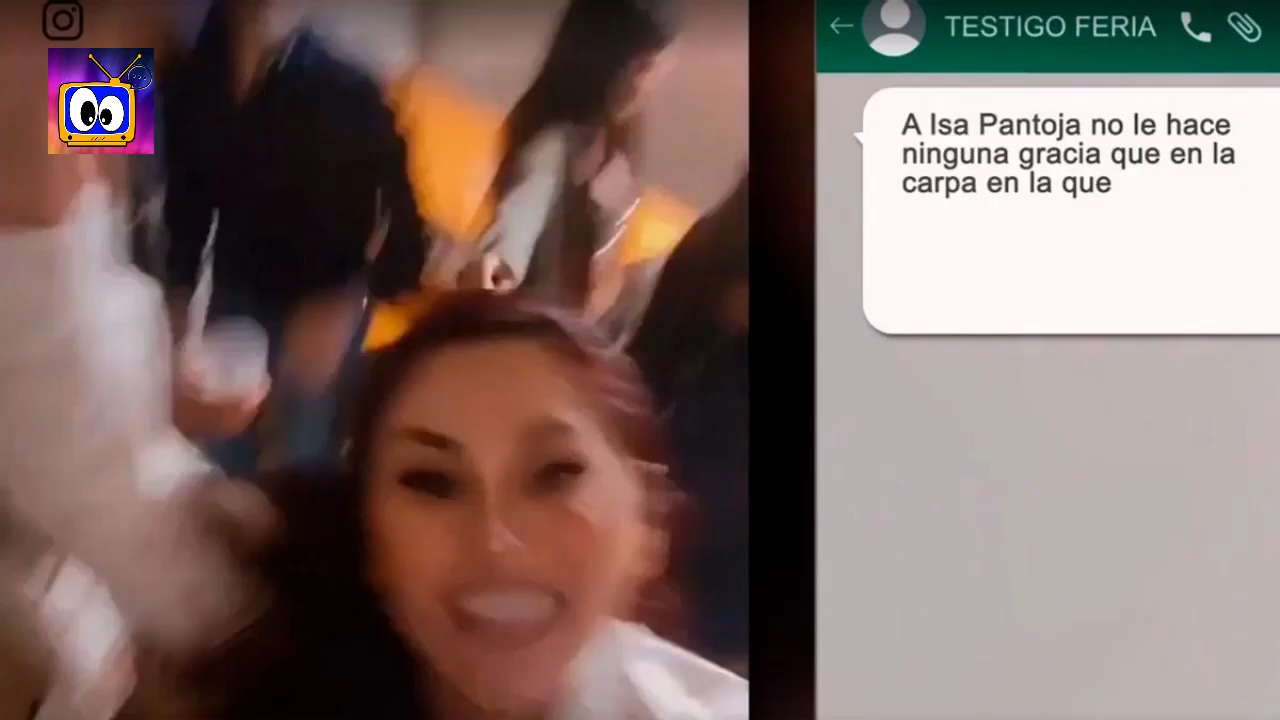 TESTIGO FERIA
A Isa Pantoja no le hace
ninguna gracia que en la
carpa en la que